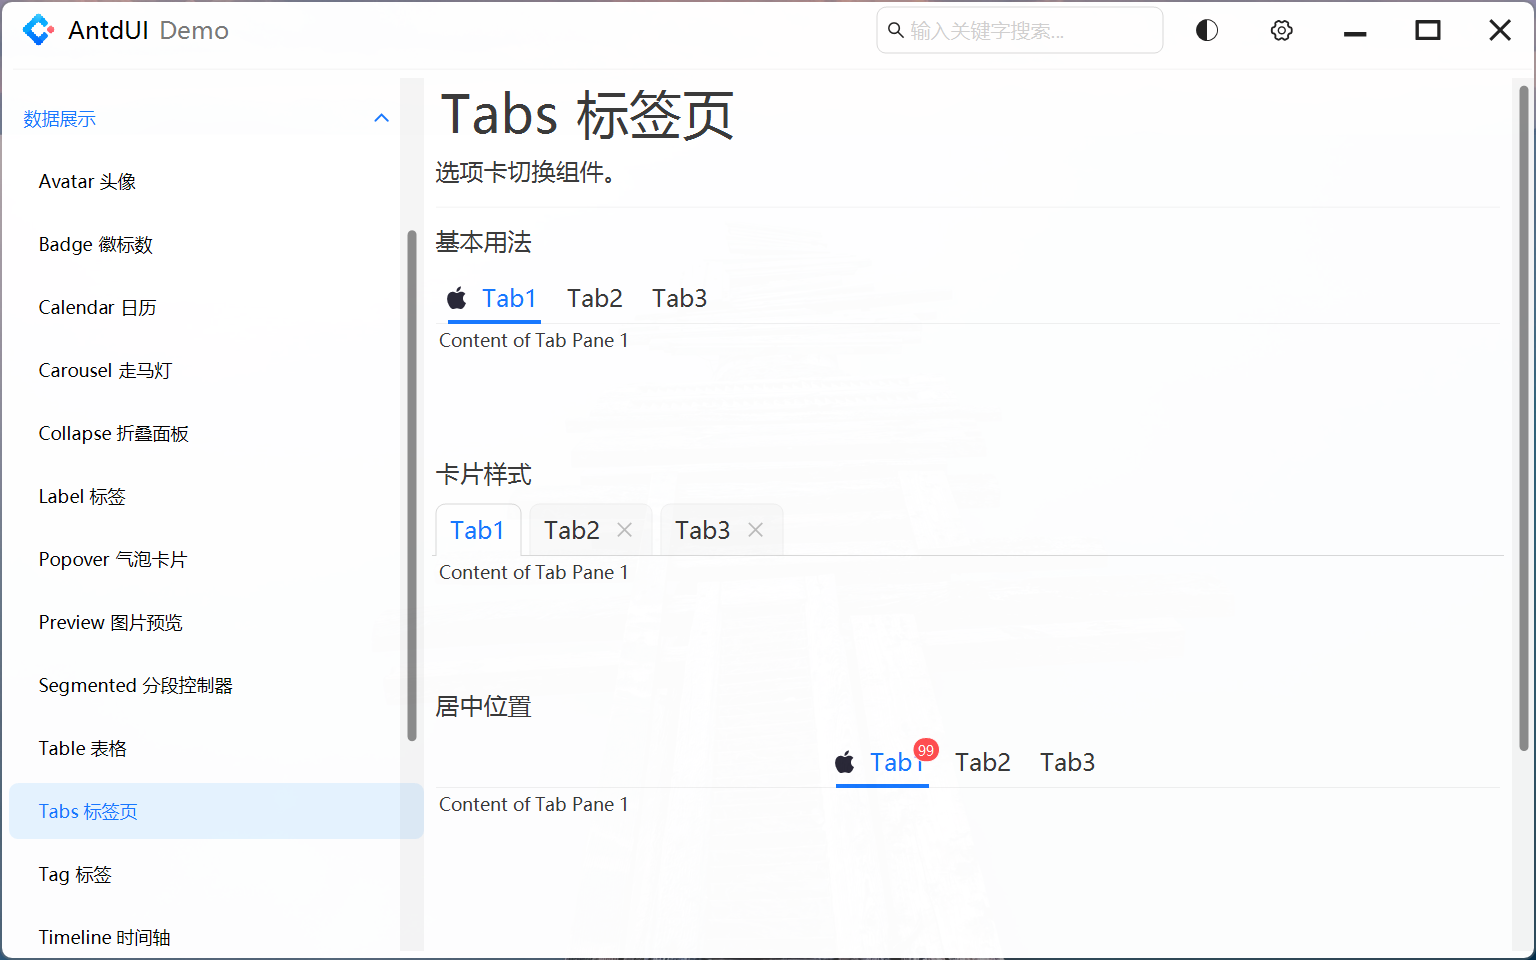 AntdUI Demo
输入关键字搜索...
数据展示
Avatar 头像
Badge 徽标数
Calendar 日历
Carousel 走马灯
Collapse 折叠面板
Label 标签
Popover 气泡卡片
Preview 图片预览
Segmented 分段控制器
Table 表格
Tabs 标签页
Tag 标签
Timeline 时间轴
Tabs 标签页
选项卡切换组件。
基本用法
Tab1 Tab2 Tab3
Content of Tab Pane 1
卡片样式
Tab1 Tab2 Tab3
Content of Tab Pane 1
居中位置
Tab1 99 Tab2 Tab3
Content of Tab Pane 1